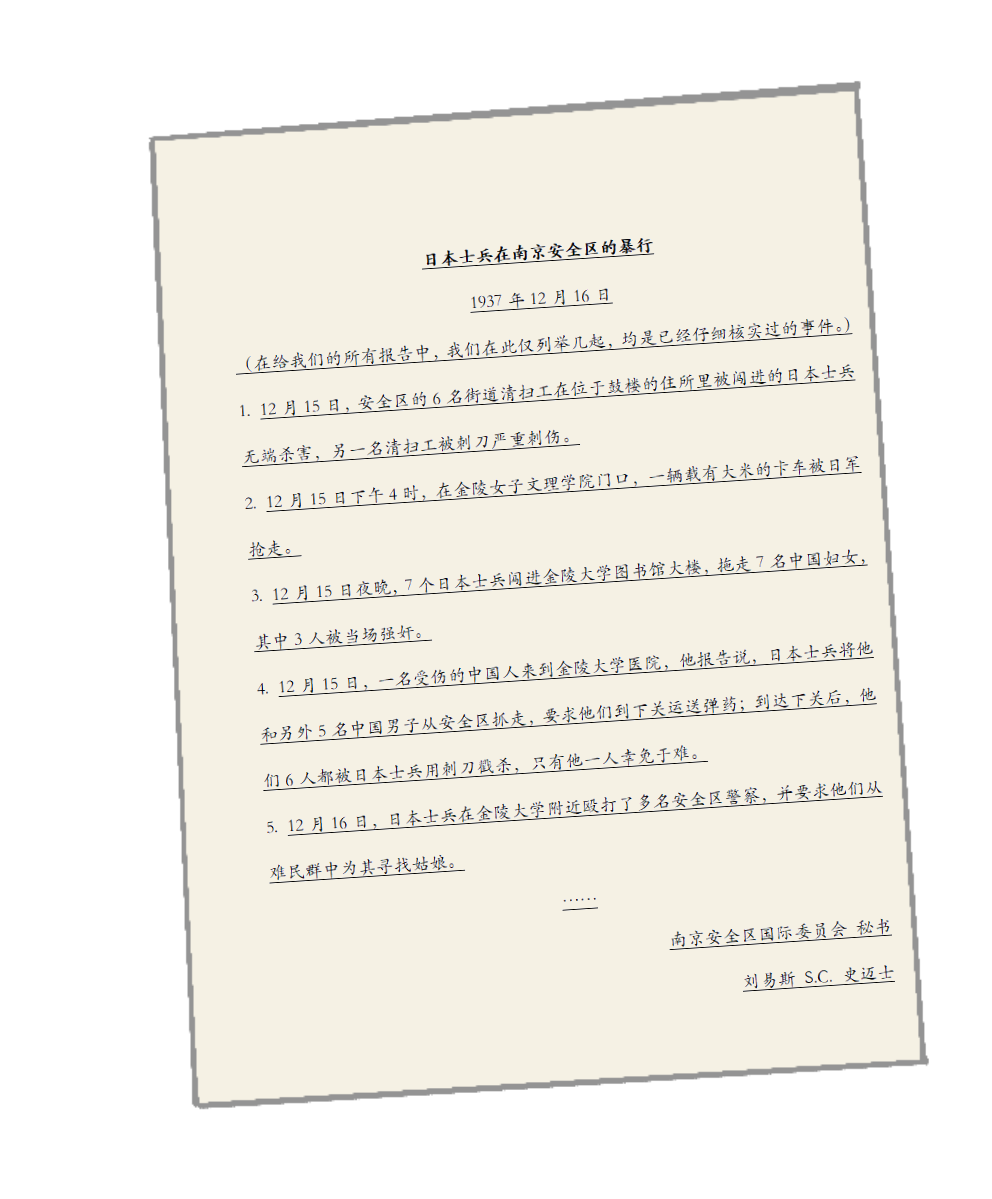 日本士兵在南京安全区的暴行
1937 年 12 月 16 日
（在给我们的所有报告中，我们在此仅列举几起，均是已经仔细核实过的事件。）
1. 12 月 15 日，安全区的 6 名街道清扫工在位于鼓楼的住所里被闯进的日本士兵
无端杀害，另一名清扫工被刺刀严重刺伤。
2. 12 月 15 日下午 4 时，在金陵女子文理学院门口，一辆载有大米的卡车被日军
抢走。
3. 12 月 15 日夜晚，7 个日本士兵闯进金陵大学图书馆大楼，拖走 7 名中国妇女，
其中 3 人被当场强奸。
4. 12 月 15 日，一名受伤的中国人来到金陵大学医院，他报告说，日本士兵将他
和另外 5 名中国男子从安全区抓走，要求他们到下关运送弹药；到达下关后，他
们 6 人都被日本士兵用刺刀戳杀，只有他一人幸免于难。
5. 12 月 16 日，日本士兵在金陵大学附近殴打了多名安全区警察，并要求他们从
难民群中为其寻找姑娘。
……
南京安全区国际委员会 秘书
刘易斯 S.C. 史迈士